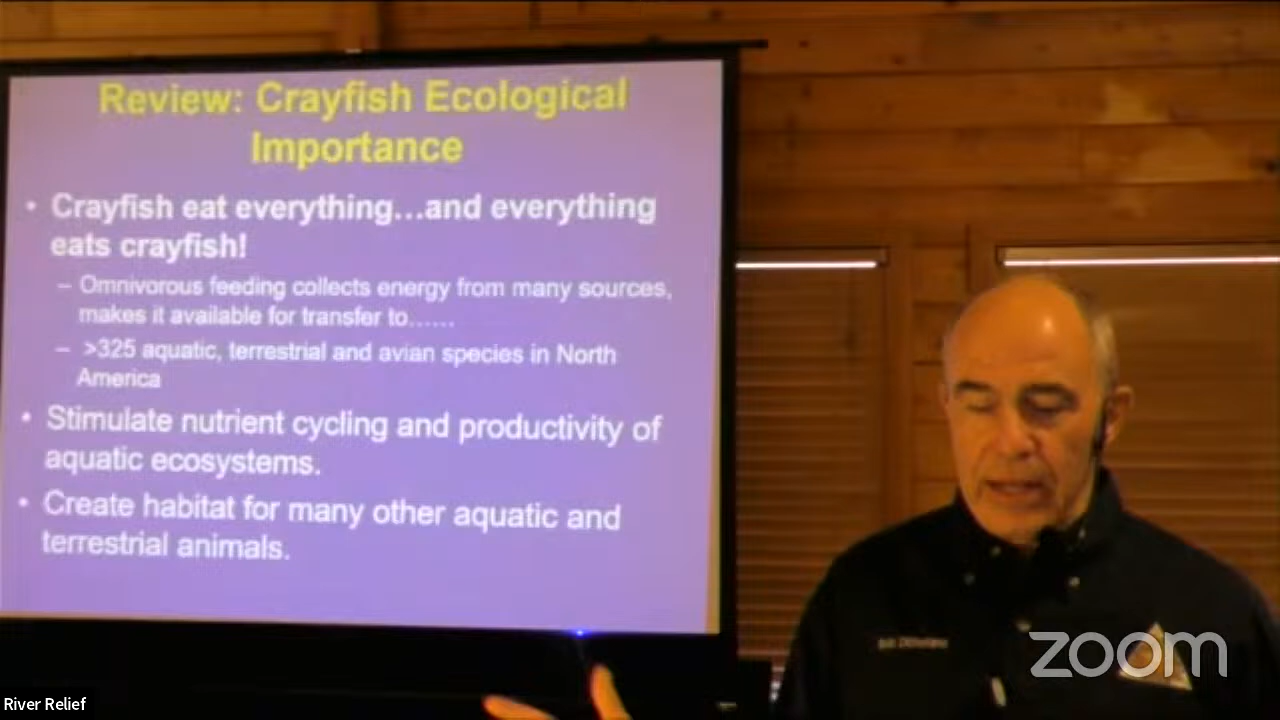 Review: Crayfish Ecological
Importance
• Crayfish eat everything…and everything
eats crayfish!
– Omnivorous feeding collects energy from many sources,
makes it available for transfer to……
– >325 aquatic, terrestrial and avian species in North
America
• Stimulate nutrient cycling and productivity of
aquatic ecosystems.
• Create habitat for many other aquatic and
terrestrial animals.
zoom
River Relief